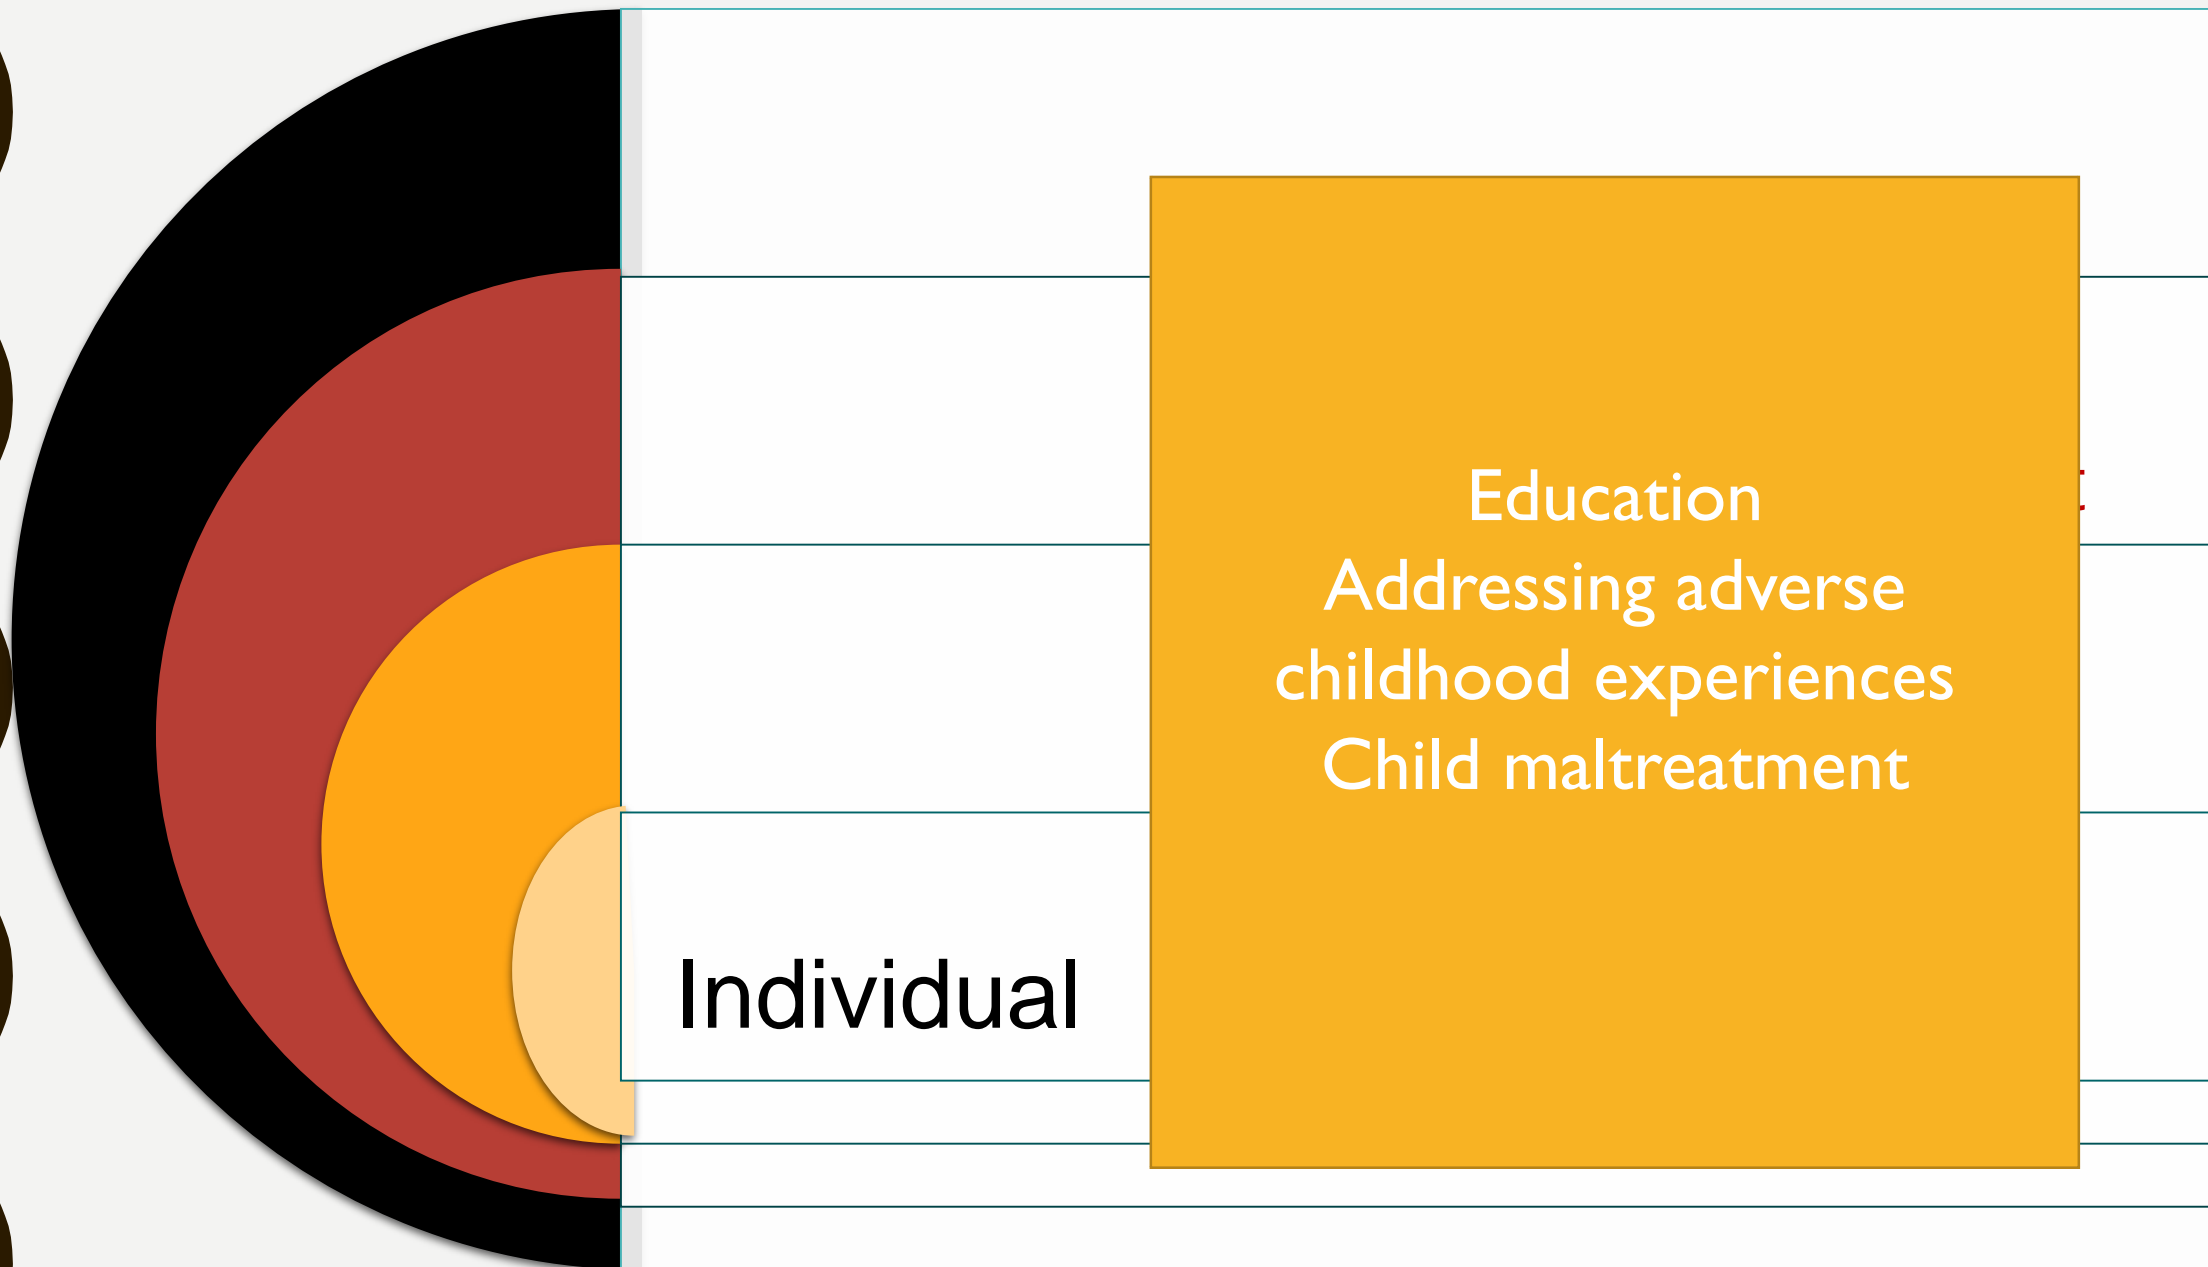 Education
Addressing adverse
childhood experiences
Child maltreatment
Individual